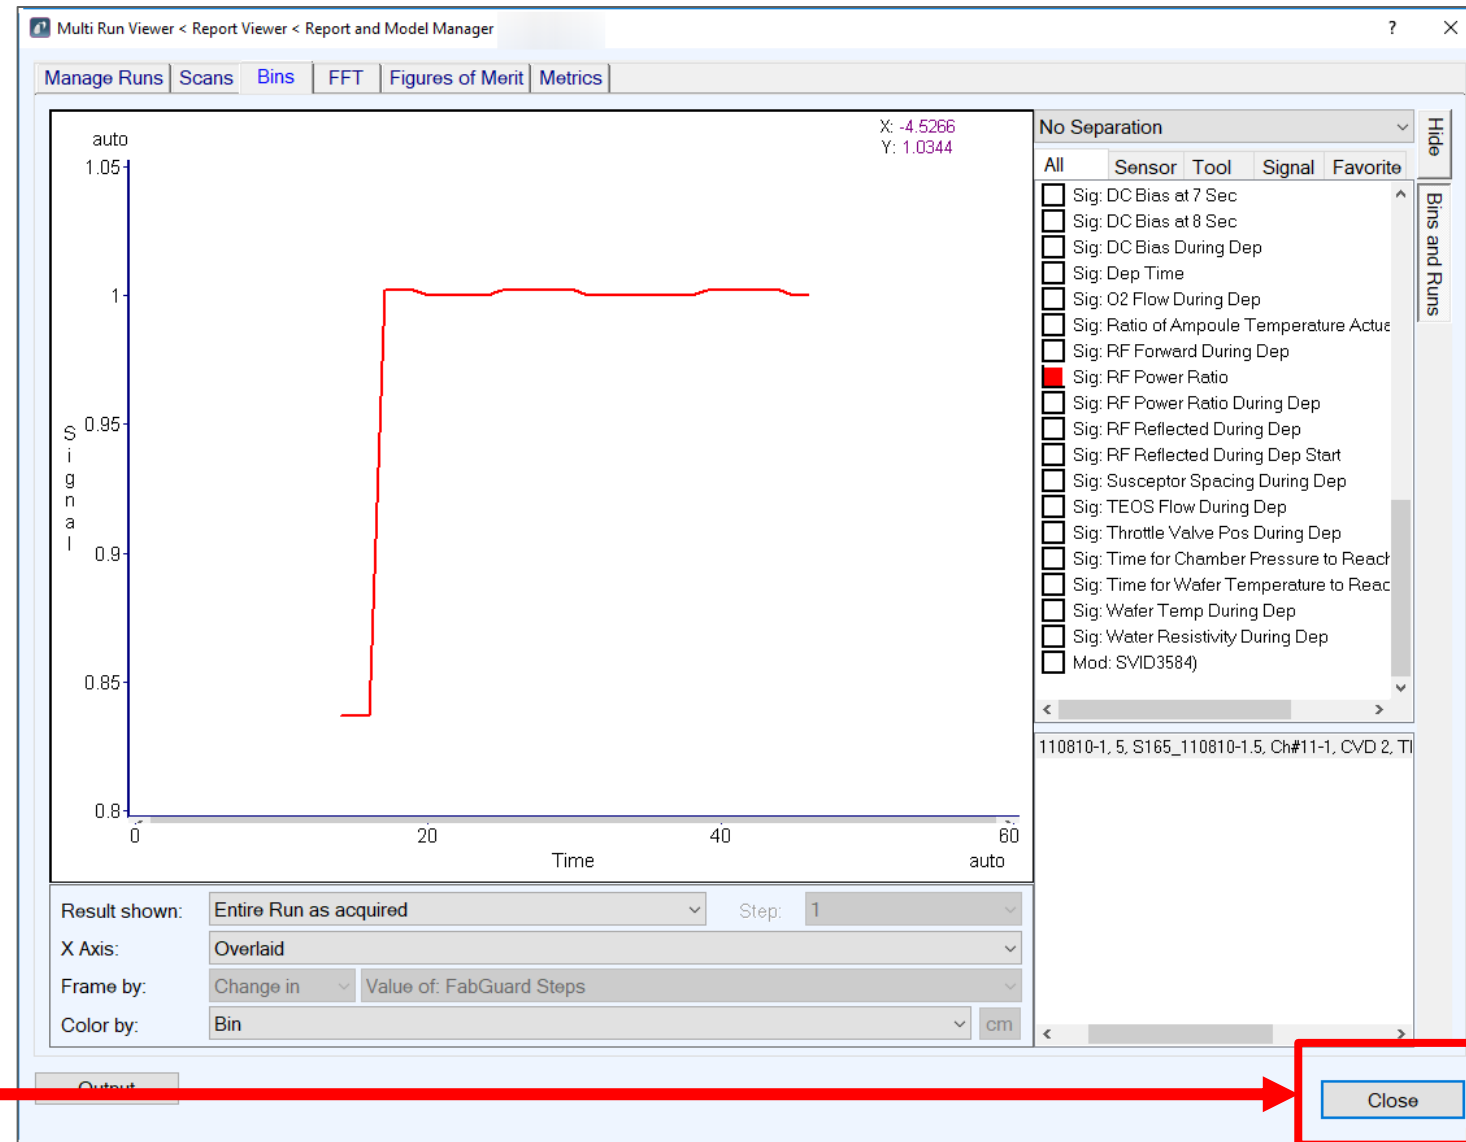 Multi Run Viewer < Report Viewer < Report and Model Manager
?
Manage Runs Scans Bins FFT Figures of Merit Metrics
auto
X: -4.5266
Y: 1.0344
1.05
1
0.95
0.9
0.85
0.8
Signal
0 20 40 60
Time
auto
No Separation
Hide
Bins and Runs
All Sensor Tool Signal Favorite
Sig: DC Bias at 7 Sec
Sig: DC Bias at 8 Sec
Sig: DC Bias During Dep
Sig: Dep Time
Sig: O2 Flow During Dep
Sig: Ratio of Ampoule Temperature Actua
Sig: RF Forward During Dep
Sig: RF Power Ratio
Sig: RF Power Ratio During Dep
Sig: RF Reflected During Dep
Sig: RF Reflected During Dep Start
Sig: Susceptor Spacing During Dep
Sig: TEOS Flow During Dep
Sig: Throttle Valve Pos During Dep
Sig: Time for Chamber Pressure to Reach
Sig: Time for Wafer Temperature to Reac
Sig: Wafer Temp During Dep
Sig: Water Resistivity During Dep
Mod: SVID3584)
110810-1, 5, S165_110810-1.5, Ch#11-1, CVD 2, TI
Result shown: Entire Run as acquired Step: 1
X Axis: Overlaid
Frame by: Change in Value of: FabGuard Steps
Color by: Bin cm
Output
Close